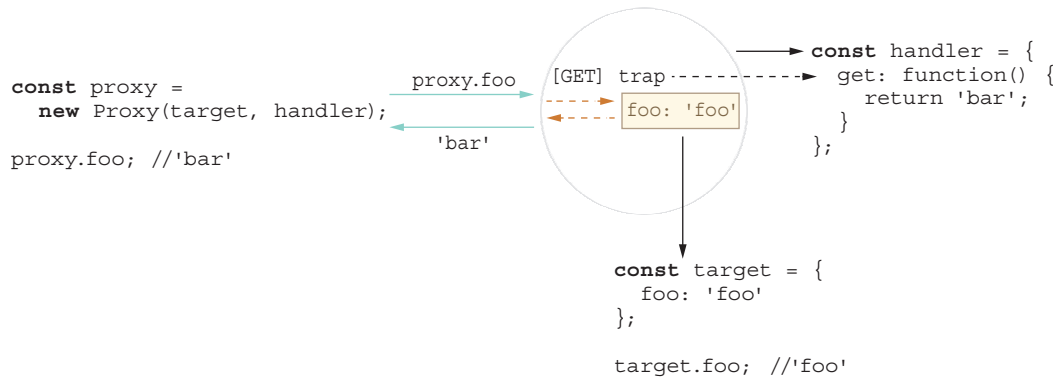 const proxy =
  new Proxy(target, handler);

proxy.foo; //'bar'
proxy.foo
'bar'
[GET] trap
foo: 'foo'
const handler = {
  get: function() {
    return 'bar';
  }
};
const target = {
  foo: 'foo'
};

target.foo; //'foo'